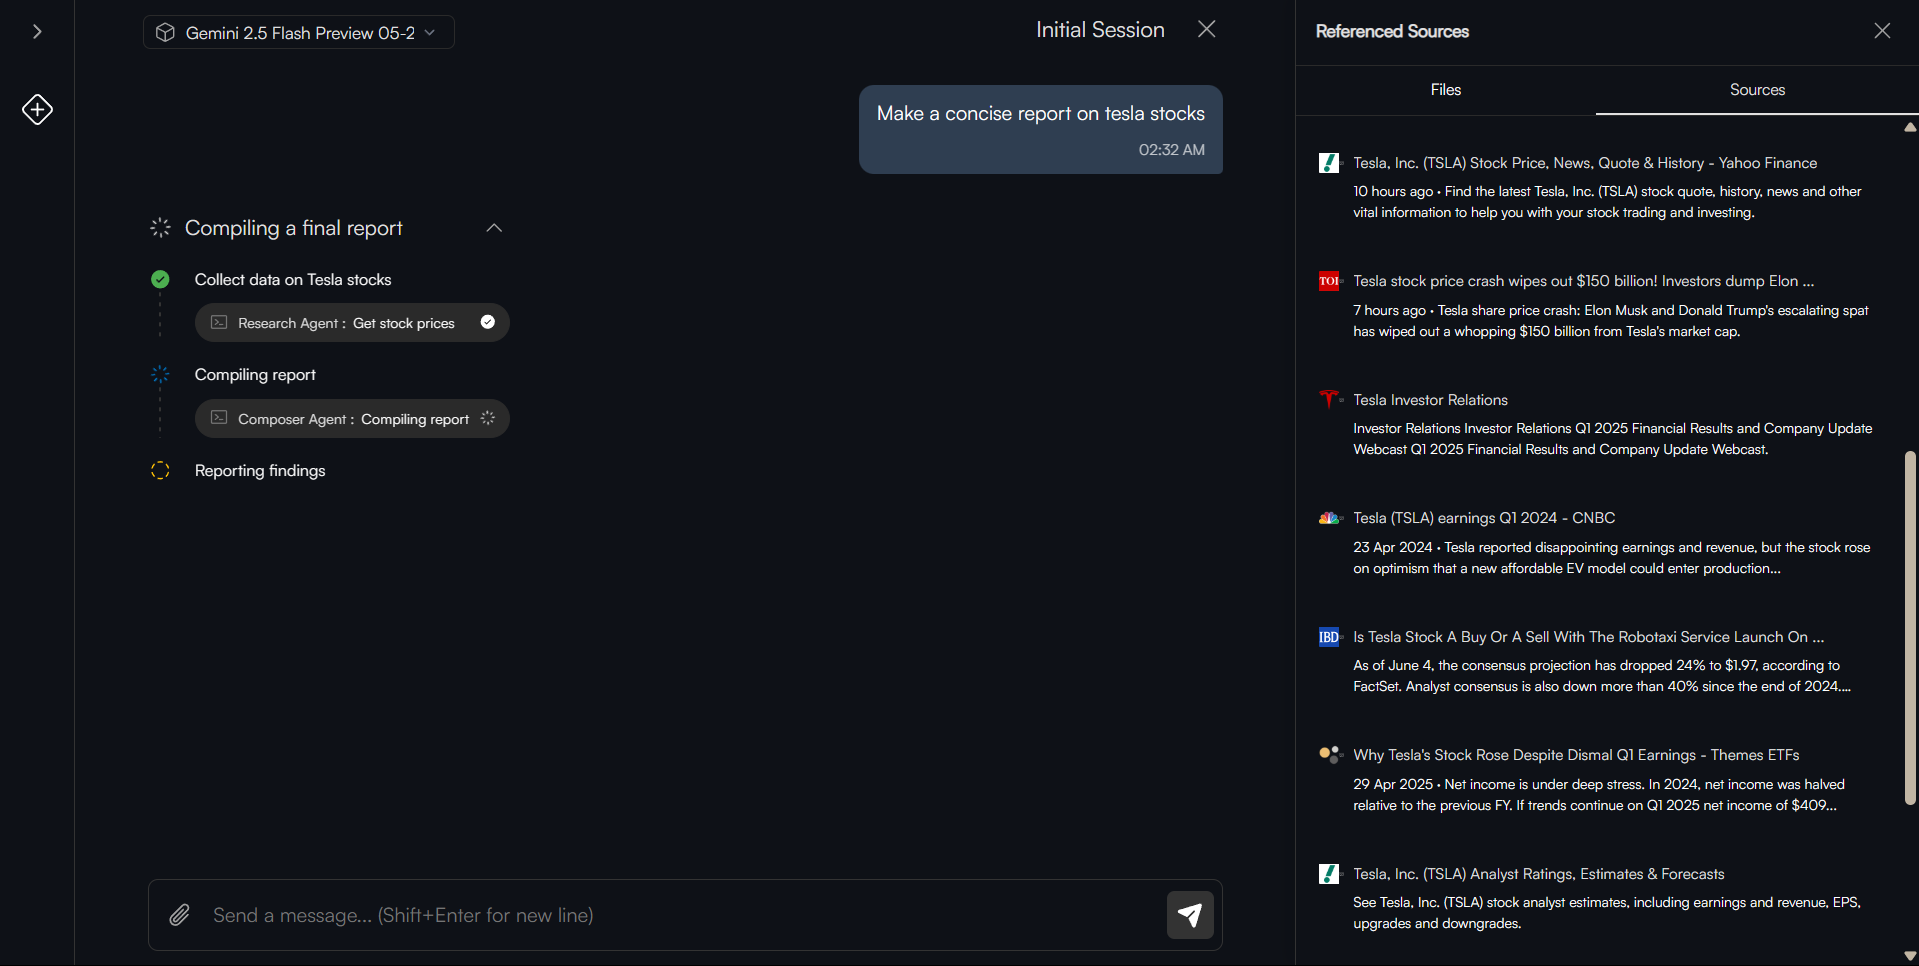 Gemini 2.5 Flash Preview 05-2
Initial Session
Make a concise report on tesla stocks
02:32 AM
Compiling a final report
Collect data on Tesla stocks
Research Agent : Get stock prices
Compiling report
Composer Agent : Compiling report
Reporting findings
Send a message... (Shift+Enter for new line)
Referenced Sources
Files
Sources
Tesla, Inc. (TSLA) Stock Price, News, Quote & History - Yahoo Finance
10 hours ago · Find the latest Tesla, Inc. (TSLA) stock quote, history, news and other
vital information to help you with your stock trading and investing.
TOI
Tesla stock price crash wipes out $150 billion! Investors dump Elon ...
7 hours ago · Tesla share price crash: Elon Musk and Donald Trump's escalating spat
has wiped out a whopping $150 billion from Tesla's market cap.
Tesla Investor Relations
Investor Relations Investor Relations Q1 2025 Financial Results and Company Update
Webcast Q1 2025 Financial Results and Company Update Webcast.
Tesla (TSLA) earnings Q1 2024 - CNBC
23 Apr 2024 · Tesla reported disappointing earnings and revenue, but the stock rose
on optimism that a new affordable EV model could enter production...
IBD
Is Tesla Stock A Buy Or A Sell With The Robotaxi Service Launch On ...
As of June 4, the consensus projection has dropped 24% to $1.97, according to
FactSet. Analyst consensus is also down more than 40% since the end of 2024....
Why Tesla's Stock Rose Despite Dismal Q1 Earnings - Themes ETFs
29 Apr 2025 · Net income is under deep stress. In 2024, net income was halved
relative to the previous FY. If trends continue on Q1 2025 net income of $409...
Tesla, Inc. (TSLA) Analyst Ratings, Estimates & Forecasts
See Tesla, Inc. (TSLA) stock analyst estimates, including earnings and revenue, EPS,
upgrades and downgrades.